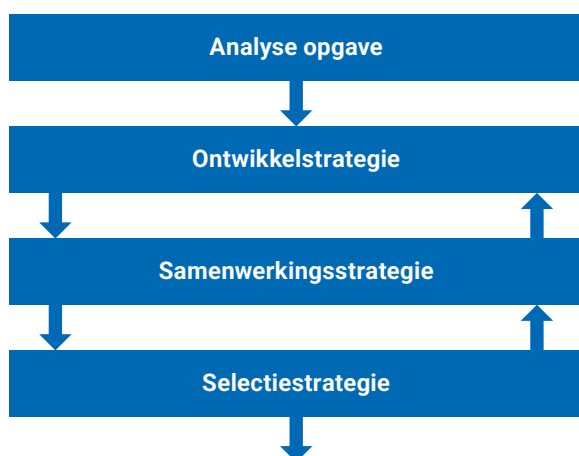 Analyse opgave
Ontwikkelstrategie
Samenwerkingsstrategie
Selectiestrategie